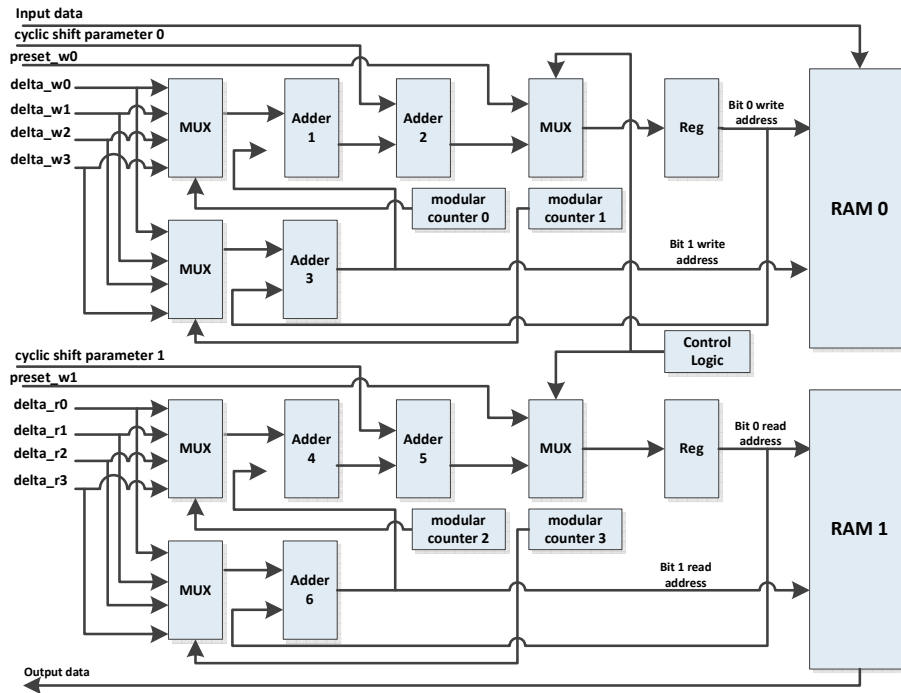 Input data
cyclic shift parameter 0
preset_w0
delta_w0
delta_w1
delta_w2
delta_w3
MUX
Adder
1
Adder
2
MUX
Reg
Bit 0 write
address
RAM 0
modular
counter 0
modular
counter 1
MUX
Adder
3
Bit 1 write
address
Control
Logic
cyclic shift parameter 1
preset_w1
delta_r0
delta_r1
delta_r2
delta_r3
MUX
Adder
4
Adder
5
MUX
Reg
Bit 0 read
address
RAM 1
modular
counter 2
modular
counter 3
MUX
Adder
6
Bit 1 read
address
Output data